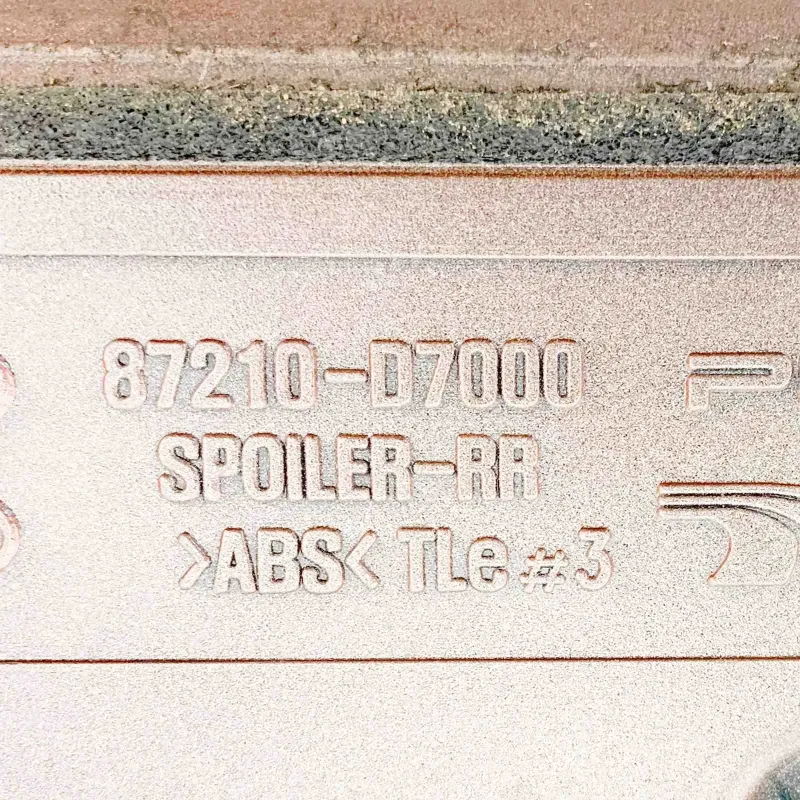 87210-D7000
SPOILER-RR
>ABS< TLe #3